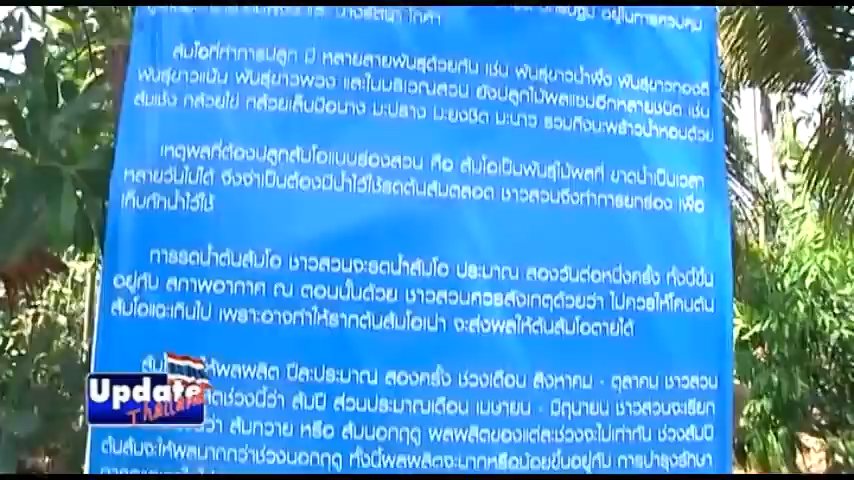 อยู่ในการควบคุม
ส้มโอที่ทำการปลูก มี หลายสายพันธุ์ด้วยกัน เช่น พันธุ์ขาวน้ำผึ้ง พันธุ์ขาวทองดี
พันธุ์ขาวแป้น พันธุ์ขาวพวง และในบริเวณสวน ยังปลูกไม้ผลแซมอีกหลายชนิด เช่น
ส้มเช้ง กล้วยไข่ กล้วยเล็บมือนาง มะปราง มะยงชิด มะนาว รวมถึงมะพร้าวน้ำหอมด้วย
เหตุผลที่ต้องปลูกส้มโอแบบร่องสวน คือ ส้มโอเป็นพันธุ์ไม้ผลที่ ขาดน้ำเป็นเวลา
หลายวันไม่ได้ จึงจำเป็นต้องมีน้ำไว้ใช้รดต้นส้มตลอด ชาวสวนจึงทำการยกร่อง เพื่อ
เก็บกักน้ำไว้ใช้
การรดน้ำต้นส้มโอ ชาวสวนจะรดน้ำส้มโอ ประมาณ สองวันต่อหนึ่งครั้ง ทั้งนี้ขึ้น
อยู่กับ สภาพอากาศ ณ ตอนนั้นด้วย ชาวสวนควรสังเกตุด้วยว่า ไม่ควรให้โคนต้น
ส้มโอแฉะเกินไป เพราะอาจทำให้รากต้นส้มโอเน่า จะส่งผลให้ต้นส้มโอตายได้
ให้ผลผลิต ปีละประมาณ สองครั้ง ช่วงเดือน สิงหาคม - ตุลาคม ชาวสวน
ช่วงนี้ว่า ส้มปี ส่วนประมาณเดือน เมษายน - มิถุนายน ชาวสวนจะเรียก
ว่า ส้มทวาย หรือ ส้มนอกฤดู ผลผลิตของแต่ละช่วงจะไม่เท่ากัน ช่วงส้มปี
ต้นส้มจะให้ผลมากกว่าช่วงนอกฤดู ทั้งนี้ผลผลิตจะมากหรือน้อยขึ้นอยู่กับ การบำรุงรักษา
Update
Thailand